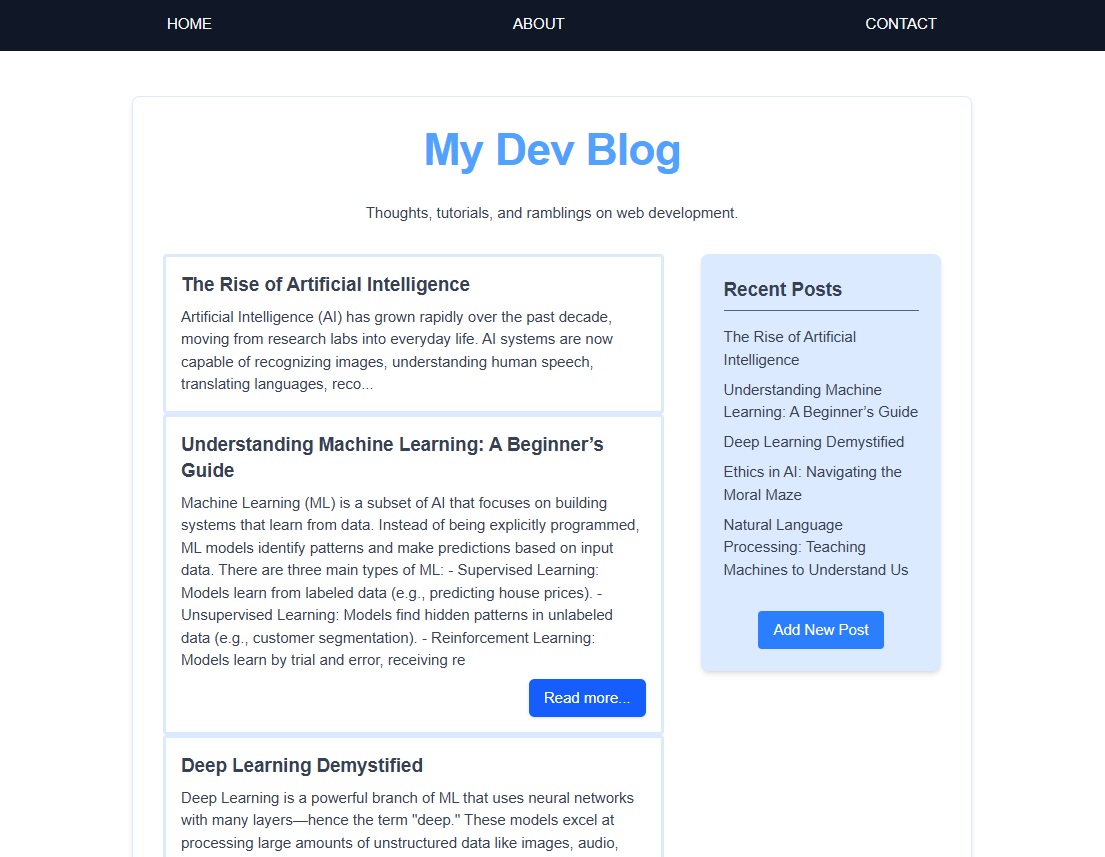 HOME ABOUT CONTACT
My Dev Blog
Thoughts, tutorials, and ramblings on web development.
The Rise of Artificial Intelligence
Artificial Intelligence (AI) has grown rapidly over the past decade,
moving from research labs into everyday life. AI systems are now
capable of recognizing images, understanding human speech,
translating languages, reco...
Understanding Machine Learning: A Beginner’s
Guide
Machine Learning (ML) is a subset of AI that focuses on building
systems that learn from data. Instead of being explicitly programmed,
ML models identify patterns and make predictions based on input
data. There are three main types of ML: - Supervised Learning:
Models learn from labeled data (e.g., predicting house prices). -
Unsupervised Learning: Models find hidden patterns in unlabeled
data (e.g., customer segmentation). - Reinforcement Learning:
Models learn by trial and error, receiving re
Read more...
Deep Learning Demystified
Deep Learning is a powerful branch of ML that uses neural networks
with many layers—hence the term "deep." These models excel at
processing large amounts of unstructured data like images, audio,
Recent Posts
The Rise of Artificial
Intelligence
Understanding Machine
Learning: A Beginner’s Guide
Deep Learning Demystified
Ethics in AI: Navigating the
Moral Maze
Natural Language
Processing: Teaching
Machines to Understand Us
Add New Post